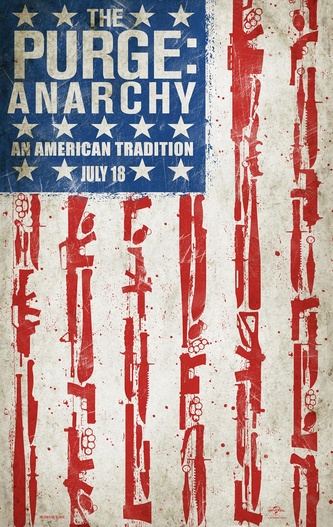 THE
PURGE:
ANARCHY
AN AMERICAN TRADITION
JULY 18